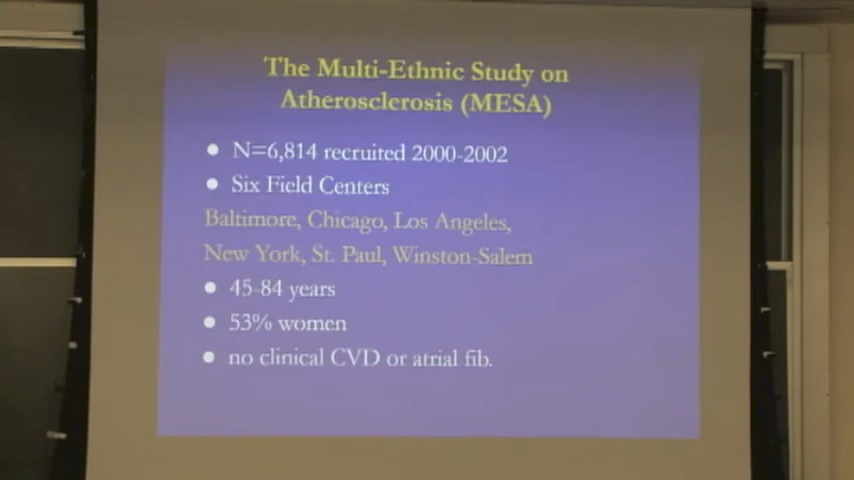 The Multi-Ethnic Study on
Atherosclerosis (MESA)
• N=6,814 recruited 2000-2002
• Six Field Centers
Baltimore, Chicago, Los Angeles,
New York, St. Paul, Winston-Salem
• 45-84 years
• 53% women
• no clinical CVD or atrial fib.